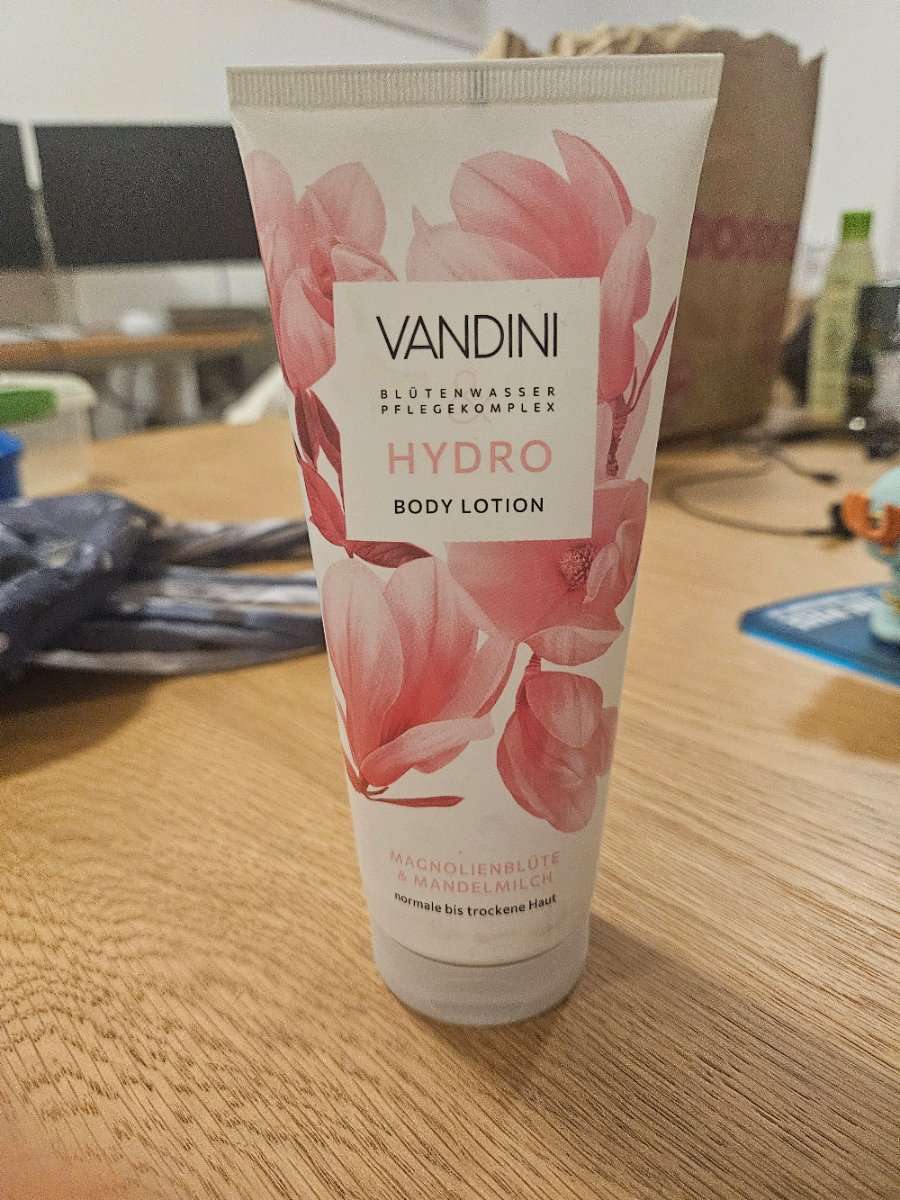 VANDINI
BLÜTENWASSER
PFLEGEKOMPLEX
HYDRO
BODY LOTION
MAGNOLIENBLÜTE
& MANDELMILCH
normale bis trockene Haut